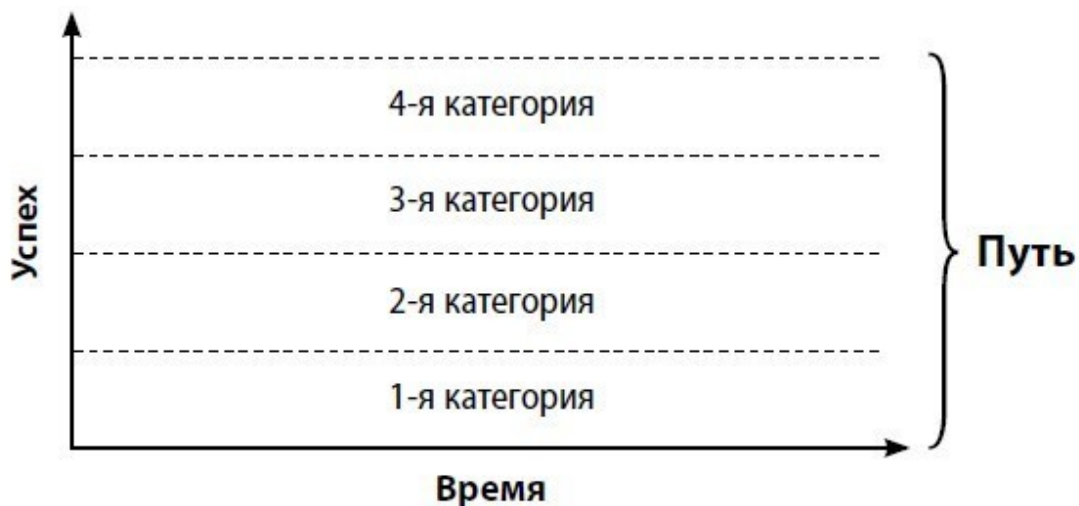 Успех
4-я категория
3-я категория
2-я категория
1-я категория
Путь
Время